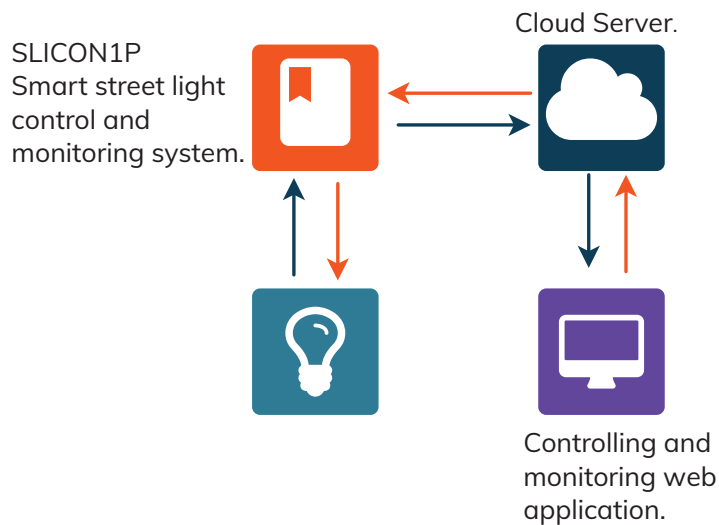 Cloud Server.
SLICON1P
Smart street light
control and
monitoring system.
Controlling and
monitoring web
application.